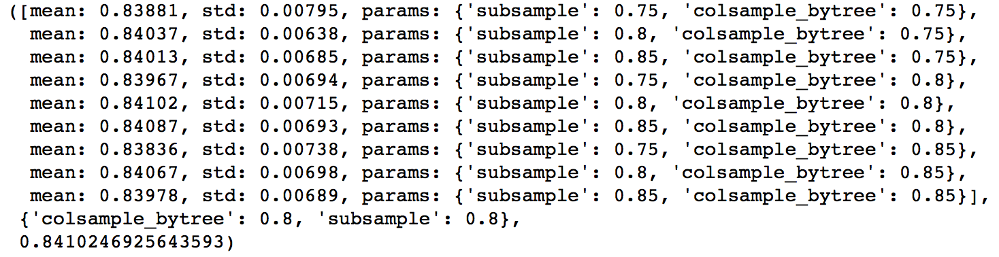 ([mean: 0.83881, std: 0.00795, params: {'subsample': 0.75, 'colsample_bytree': 0.75},
mean: 0.84037, std: 0.00638, params: {'subsample': 0.8, 'colsample_bytree': 0.75},
mean: 0.84013, std: 0.00685, params: {'subsample': 0.85, 'colsample_bytree': 0.75},
mean: 0.83967, std: 0.00694, params: {'subsample': 0.75, 'colsample_bytree': 0.8},
mean: 0.84102, std: 0.00715, params: {'subsample': 0.8, 'colsample_bytree': 0.8},
mean: 0.84087, std: 0.00693, params: {'subsample': 0.85, 'colsample_bytree': 0.8},
mean: 0.83836, std: 0.00738, params: {'subsample': 0.75, 'colsample_bytree': 0.85},
mean: 0.84067, std: 0.00698, params: {'subsample': 0.8, 'colsample_bytree': 0.85},
mean: 0.83978, std: 0.00689, params: {'subsample': 0.85, 'colsample_bytree': 0.85}],
{'colsample_bytree': 0.8, 'subsample': 0.8},
0.8410246925643593)